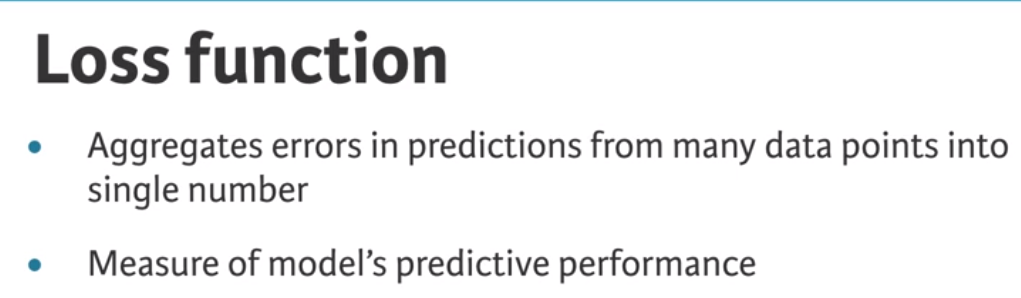 Loss function
• Aggregates errors in predictions from many data points into
single number
• Measure of model’s predictive performance